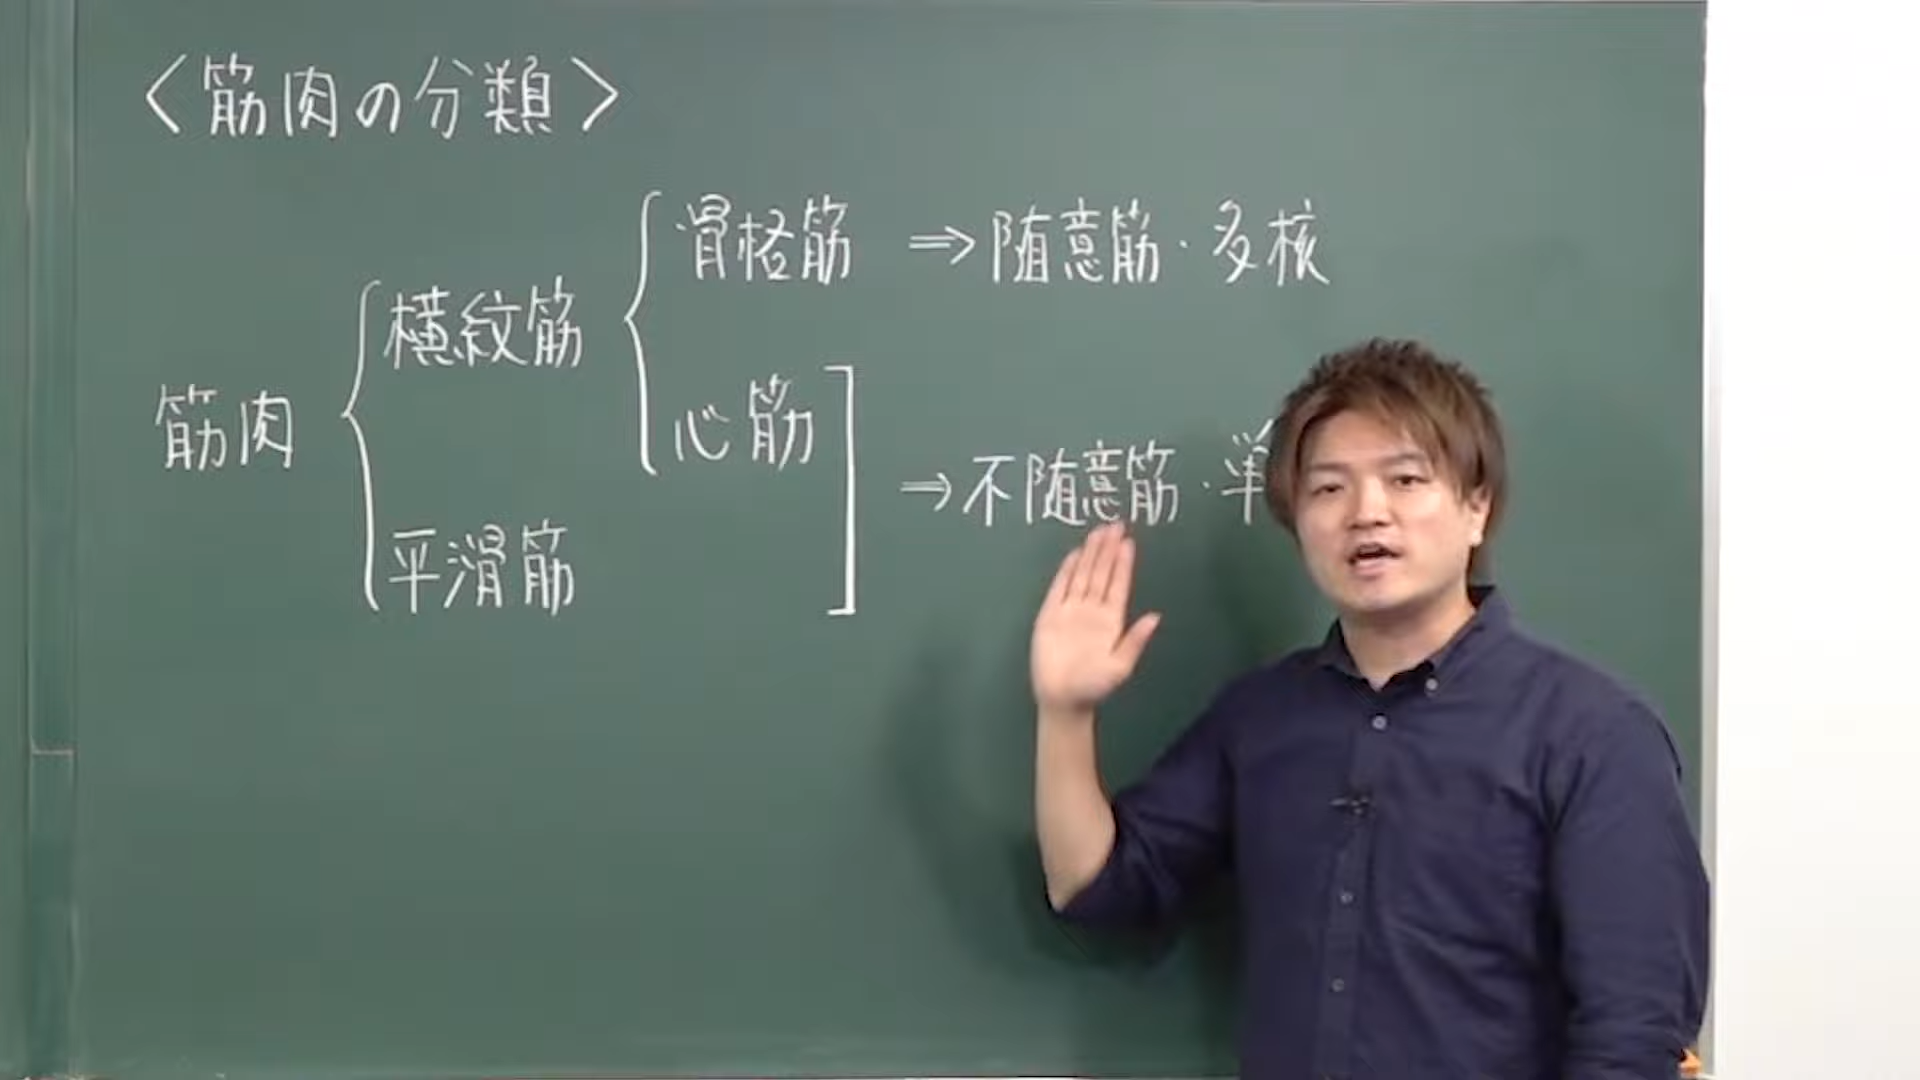 〈筋肉の分類〉
骨格筋 ⇒ 随意筋・多核
横紋筋
筋肉
心筋
⇒ 不随意筋・単
平滑筋